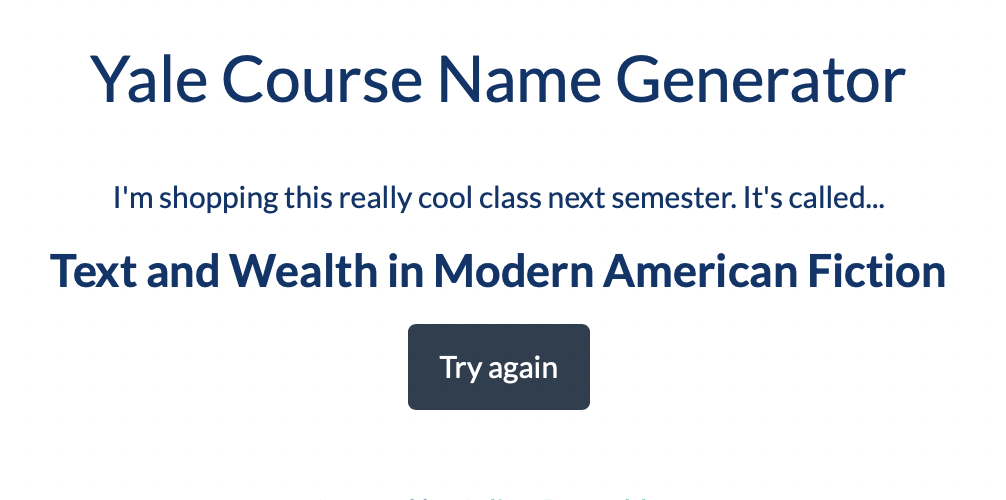 Yale Course Name Generator
I'm shopping this really cool class next semester. It's called...
Text and Wealth in Modern American Fiction
Try again